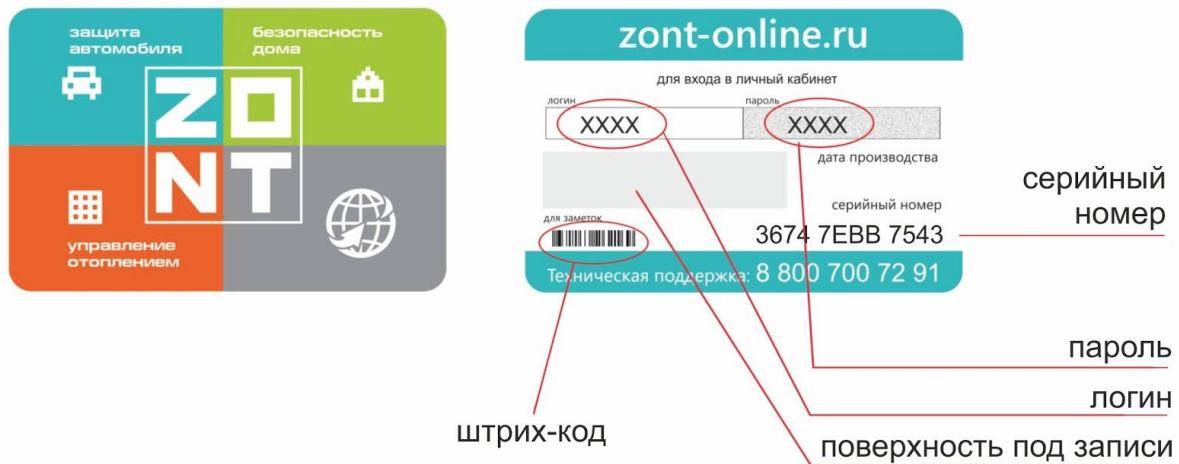 защита
автомобиля
безопасность
дома
ZO
NT
управление
отоплением
zont-online.ru
для входа в личный кабинет
логин
пароль
XXXX
XXXX
дата производства
серийный номер
для заметок
3674 7EBB 7543
Техническая поддержка: 8 800 700 72 91
серийный
номер
пароль
логин
штрих-код
поверхность под записи